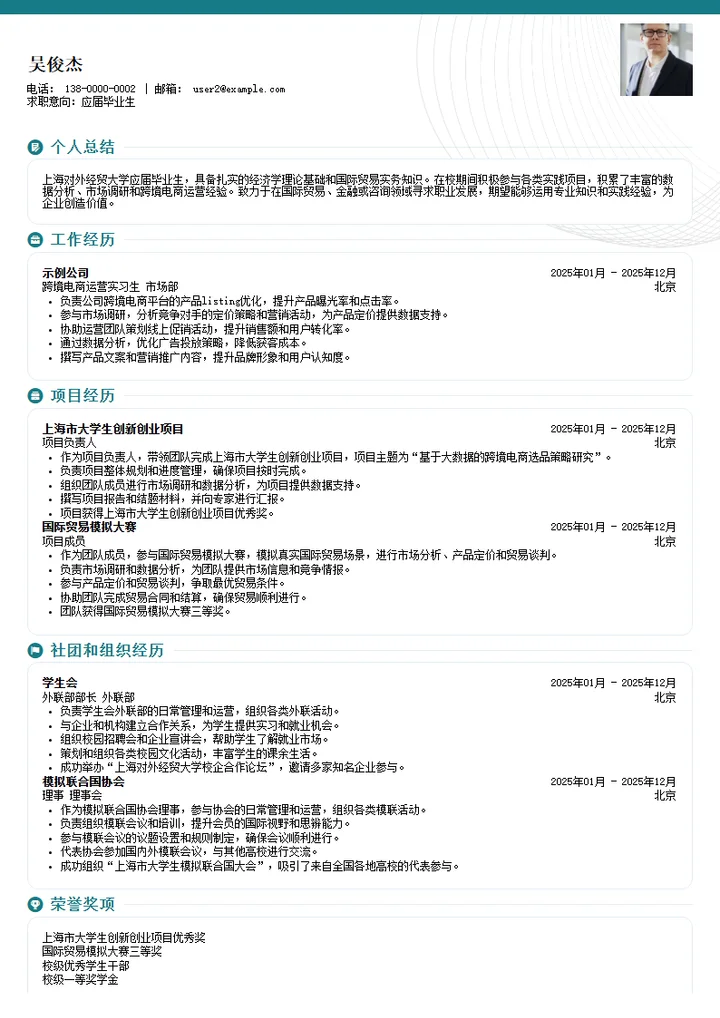 吴俊杰
电话： 138-0000-0002 | 邮箱： user2@example.com
求职意向：应届毕业生
个人总结
上海对外经贸大学应届毕业生，具备扎实的经济学理论基础和国际贸易实务知识。在校期间积极参与各类实践项目，积累了丰富的数
据分析、市场调研和跨境电商运营经验。致力于在国际贸易、金融或咨询领域寻求职业发展，期望能够运用专业知识和实践经验，为
企业创造价值。
工作经历
示例公司 2025年01月 - 2025年12月
跨境电商运营实习生 市场部 北京
• 负责公司跨境电商平台的产品listing优化，提升产品曝光率和点击率。
• 参与市场调研，分析竞争对手的定价策略和营销活动，为产品定价提供数据支持。
• 协助运营团队策划线上促销活动，提升销售额和用户转化率。
• 通过数据分析，优化广告投放策略，降低获客成本。
• 撰写产品文案和营销推广内容，提升品牌形象和用户认知度。
项目经历
上海市大学生创新创业项目 2025年01月 - 2025年12月
项目负责人 北京
• 作为项目负责人，带领团队完成上海市大学生创新创业项目，项目主题为“基于大数据的跨境电商选品策略研究”。
• 负责项目整体规划和进度管理，确保项目按时完成。
• 组织团队成员进行市场调研和数据分析，为项目提供数据支持。
• 撰写项目报告和结题材料，并向专家进行汇报。
• 项目获得上海市大学生创新创业项目优秀奖。
国际贸易模拟大赛 2025年01月 - 2025年12月
项目成员 北京
• 作为团队成员，参与国际贸易模拟大赛，模拟真实国际贸易场景，进行市场分析、产品定价和贸易谈判。
• 负责市场调研和数据分析，为团队提供市场信息和竞争情报。
• 参与产品定价和贸易谈判，争取最优贸易条件。
• 协助团队完成贸易合同和结算，确保贸易顺利进行。
• 团队获得国际贸易模拟大赛三等奖。
社团和组织经历
学生会 2025年01月 - 2025年12月
外联部部长 外联部 北京
• 负责学生会外联部的日常管理和运营，组织各类外联活动。
• 与企业和机构建立合作关系，为学生提供实习和就业机会。
• 组织校园招聘会和企业宣讲会，帮助学生了解就业市场。
• 策划和组织各类校园文化活动，丰富学生的课余生活。
• 成功举办“上海对外经贸大学校企合作论坛”，邀请多家知名企业参与。
模拟联合国协会 2025年01月 - 2025年12月
理事 理事会 北京
• 作为模拟联合国协会理事，参与协会的日常管理和运营，组织各类模联活动。
• 负责组织模联会议和培训，提升会员的国际视野和思辨能力。
• 参与模联会议的议题设置和规则制定，确保会议顺利进行。
• 代表协会参加国内外模联会议，与其他高校进行交流。
• 成功组织“上海市大学生模拟联合国大会”，吸引了来自全国各地高校的代表参与。
荣誉奖项
上海市大学生创新创业项目优秀奖
国际贸易模拟大赛三等奖
校级优秀学生干部
校级一等奖学金